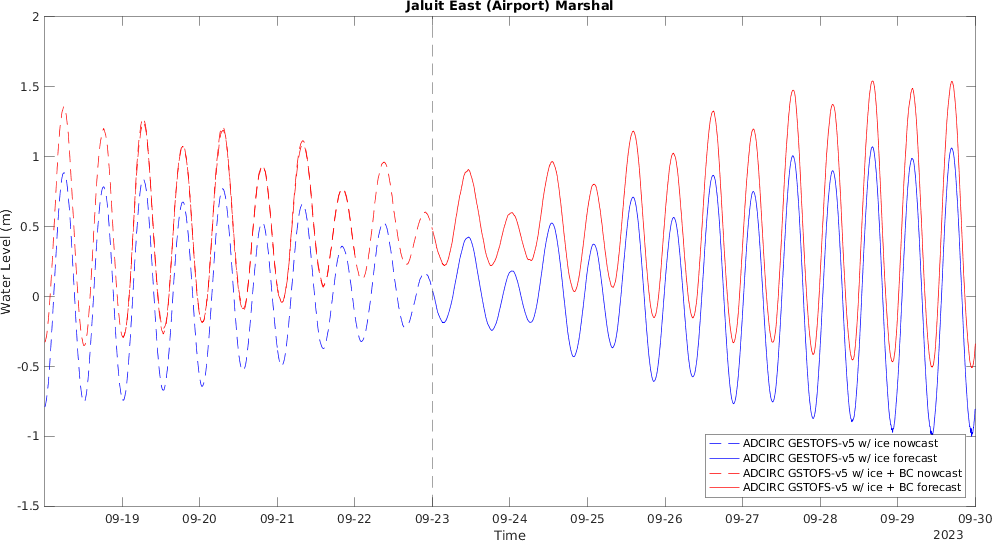 Jaluit East (Airport) Marshal
2
1.5
1
0.5
0
-0.5
-1
-1.5
Water Level (m)
09-19 09-20 09-21 09-22 09-23 09-24 09-25 09-26 09-27 09-28 09-29 09-30
Time
2023
ADCIRC GESTOFS-v5 w/ ice nowcast
ADCIRC GESTOFS-v5 w/ ice forecast
ADCIRC GSTOFS-v5 w/ ice + BC nowcast
ADCIRC GSTOFS-v5 w/ ice + BC forecast